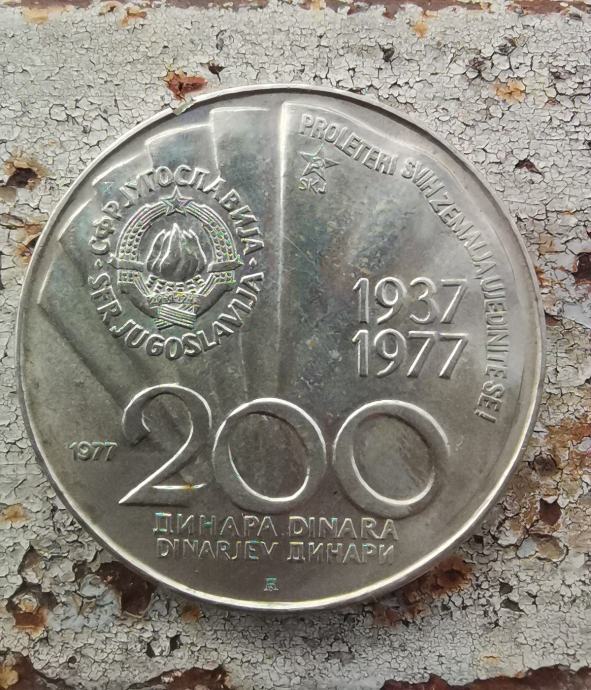 PROLETERI SVIH ZEMALJA UJEDINITE SE!
SKJ
СФР ЈУГОСЛАВИЈА
SFR JUGOSLAVIJA
1937
1977
1977
200
ДИНАРА DINARA
DINARJEV ДИНАРИ